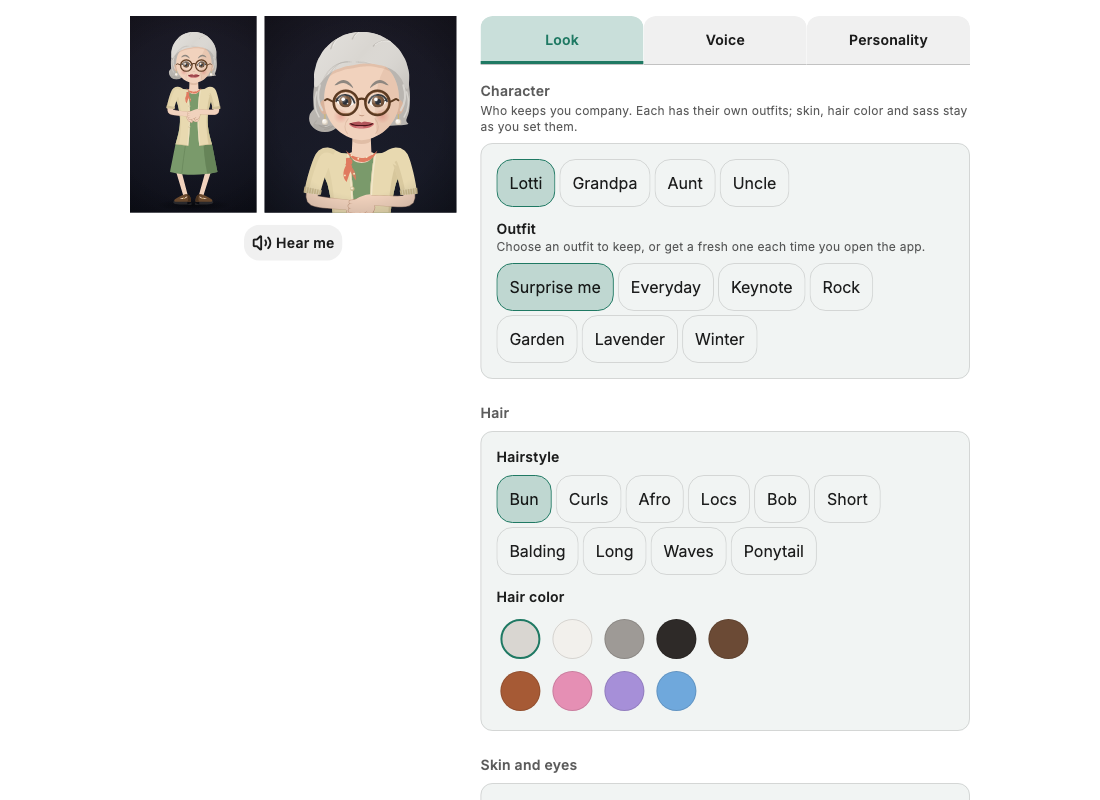 Hear me
Look
Voice
Personality
Character
Who keeps you company. Each has their own outfits; skin, hair color and sass stay
as you set them.
Lotti
Grandpa
Aunt
Uncle
Outfit
Choose an outfit to keep, or get a fresh one each time you open the app.
Surprise me
Everyday
Keynote
Rock
Garden
Lavender
Winter
Hair
Hairstyle
Bun
Curls
Afro
Locs
Bob
Short
Balding
Long
Waves
Ponytail
Hair color
Skin and eyes